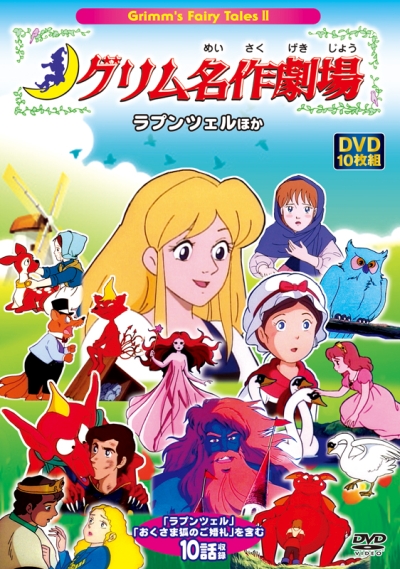 Grimm's Fairy Tales II
めい さく げき じょう
グリム名作劇場
ラプンツェルほか
DVD
10枚組
「ラプンツェル」
「おくさま狐のご婚礼」を含む
10話収録
DVD
VIDEO